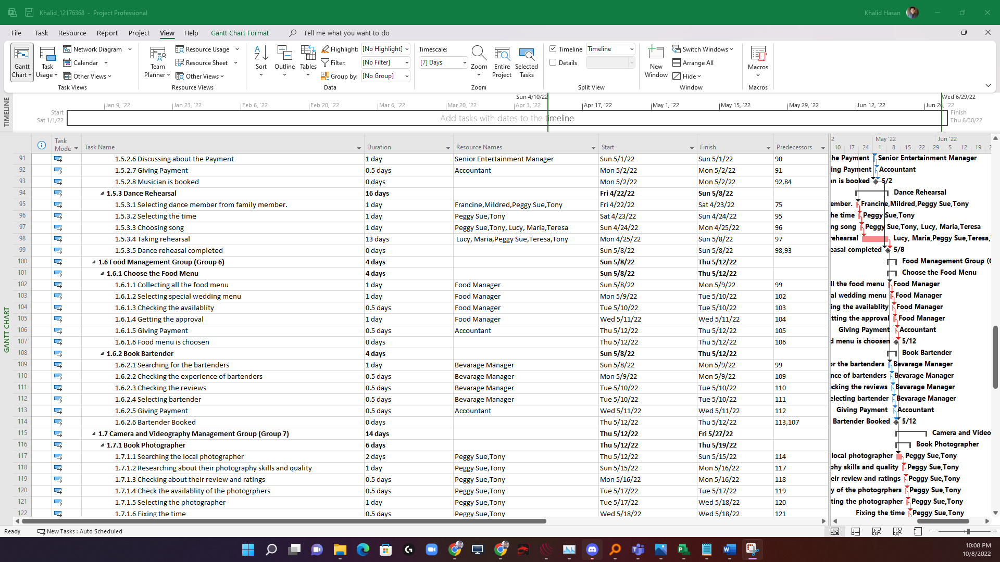 Khalid_12176368 - Project Professional
Khalid Hasan
File Task Resource Report Project View Help Gantt Chart Format Tell me what you want to do
Gantt Chart
Task Usage
Network Diagram
Calendar
Other Views
Task Views
Team Planner
Resource Usage
Resource Sheet
Other Views
Resource Views
Sort
Outline
Tables
Highlight: [No Highlight]
Filter: [No Filter]
Group by: [No Group]
Data
Timescale:
[7] Days
Zoom
Entire Project
Selected Tasks
Zoom
Timeline Timeline
Details
Split View
New Window
Switch Windows
Arrange All
Hide
Window
Macros
Macros
TIMELINE
Sun 4/10/22 Wed 6/29/22
Jan 9, '22 Jan 23, '22 Feb 6, '22 Feb 20, '22 Mar 6, '22 Mar 20, '22 Apr 3, '22 Apr 17, '22 May 1, '22 May 15, '22 May 29, '22 Jun 12, '22 Jun 26, '22
Start
Sat 1/1/22
Add tasks with dates to the timeline
Finish
Thu 6/30/22
GANTT CHART
Task Mode Task Name Duration Resource Names Start Finish Predecessors
91 1.5.2.6 Discussing about the Payment 1 day Senior Entertainment Manager Sun 5/1/22 Sun 5/1/22 90
92 1.5.2.7 Giving Payment 0.5 days Accountant Mon 5/2/22 Mon 5/2/22 91
93 1.5.2.8 Musician is booked 0 days Mon 5/2/22 Mon 5/2/22 92,84
94 1.5.3 Dance Rehearsal 16 days Fri 4/22/22 Sun 5/8/22
95 1.5.3.1 Selecting dance member from family member. 1 day Francine,Mildred,Peggy Sue,Tony Fri 4/22/22 Sat 4/23/22 75
96 1.5.3.2 Selecting the time 1 day Peggy Sue,Tony Sat 4/23/22 Sun 4/24/22 95
97 1.5.3.3 Choosing song 1 day Peggy Sue,Tony, Lucy, Maria,Teresa Sun 4/24/22 Mon 4/25/22 96
98 1.5.3.4 Taking rehearsal 13 days Lucy, Maria,Peggy Sue,Teresa,Tony Mon 4/25/22 Sun 5/8/22 97
99 1.5.3.5 Dance reheasal completed 0 days Sun 5/8/22 Sun 5/8/22 98,93
100 1.6 Food Management Group (Group 6) 4 days Sun 5/8/22 Thu 5/12/22
101 1.6.1 Choose the Food Menu 4 days Sun 5/8/22 Thu 5/12/22
102 1.6.1.1 Collecting all the food menu 1 day Food Manager Sun 5/8/22 Mon 5/9/22 99
103 1.6.1.2 Selecting special wedding menu 1 day Food Manager Mon 5/9/22 Tue 5/10/22 102
104 1.6.1.3 Checking the availablity 0.5 days Food Manager Tue 5/10/22 Tue 5/10/22 103
105 1.6.1.4 Getting the approval 1 day Food Manager Wed 5/11/22 Wed 5/11/22 104
106 1.6.1.5 Giving Payment 0.5 days Accountant Thu 5/12/22 Thu 5/12/22 105
107 1.6.1.6 Food menu is choosen 0 days Thu 5/12/22 Thu 5/12/22 106
108 1.6.2 Book Bartender 4 days Sun 5/8/22 Thu 5/12/22
109 1.6.2.1 Searching for the bartenders 1 day Bevarage Manager Sun 5/8/22 Mon 5/9/22 99
110 1.6.2.2 Checking the experience of bartenders 0.5 days Bevarage Manager Mon 5/9/22 Mon 5/9/22 109
111 1.6.2.3 Checking the reviews 0.5 days Bevarage Manager Tue 5/10/22 Tue 5/10/22 110
112 1.6.2.4 Selecting bartender 0.5 days Bevarage Manager Tue 5/10/22 Tue 5/10/22 111
113 1.6.2.5 Giving Payment 0.5 days Accountant Wed 5/11/22 Wed 5/11/22 112
114 1.6.2.6 Bartender Booked 0 days Thu 5/12/22 Thu 5/12/22 113,107
115 1.7 Camera and Videography Management Group (Group 7) 14 days Thu 5/12/22 Fri 5/27/22
116 1.7.1 Book Photographer 6 days Thu 5/12/22 Thu 5/19/22
117 1.7.1.1 Searching the local photographer 2 days Peggy Sue,Tony Thu 5/12/22 Sun 5/15/22 114
118 1.7.1.2 Researching about their photography skills and quality 1 day Peggy Sue,Tony Sun 5/15/22 Mon 5/16/22 117
119 1.7.1.3 Checking about their review and ratings 0.5 days Peggy Sue,Tony Mon 5/16/22 Mon 5/16/22 118
120 1.7.1.4 Check the availablity of the photogrphers 0.5 days Peggy Sue,Tony Tue 5/17/22 Tue 5/17/22 119
121 1.7.1.5 Selecting the photographer 1 day Peggy Sue,Tony Tue 5/17/22 Wed 5/18/22 120
122 1.7.1.6 Fixing the time 0.5 days Peggy Sue,Tony Wed 5/18/22 Wed 5/18/22 121
2 May '22 Jun '22
10 17 24 1 8 15 22 29 5 12 19
he Payment Senior Entertainment Manager
ing Payment Accountant
an is booked 5/2
Dance Rehearsal
ember. Francine,Mildred,Peggy Sue,Tony
he time Peggy Sue,Tony
ng song Peggy Sue,Tony, Lucy, Maria,Teresa
rehearsal Lucy, Maria,Peggy Sue,Teresa,
easal completed 5/8
Food Management Group (
Choose the Food Menu
ll the food menu Food Manager
al wedding menu Food Manager
ing the availablity Food Manager
etting the approval Food Manager
Giving Payment Accountant
d menu is choosen 5/12
Book Bartender
or the bartenders Bevarage Manager
nce of bartenders Bevarage Manager
cking the reviews Bevarage Manager
electing bartender Bevarage Manager
Giving Payment Accountant
Bartender Booked 5/12
Camera and Video
Book Photographer
local photographer Peggy Sue,Tony
phy skills and quality Peggy Sue,Tony
eir review and ratings Peggy Sue,Tony
y of the photogrphers Peggy Sue,Tony
ting the photographer Peggy Sue,Tony
Fixing the time Peggy Sue,Tony
Ready New Tasks : Auto Scheduled
10:08 PM
10/8/2022